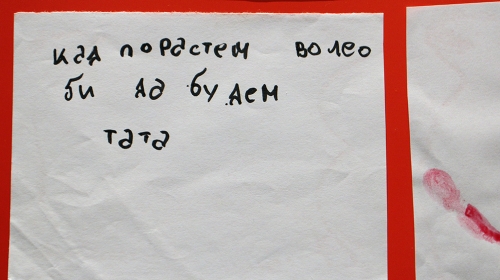 кад порастем волео
би да будем
тата